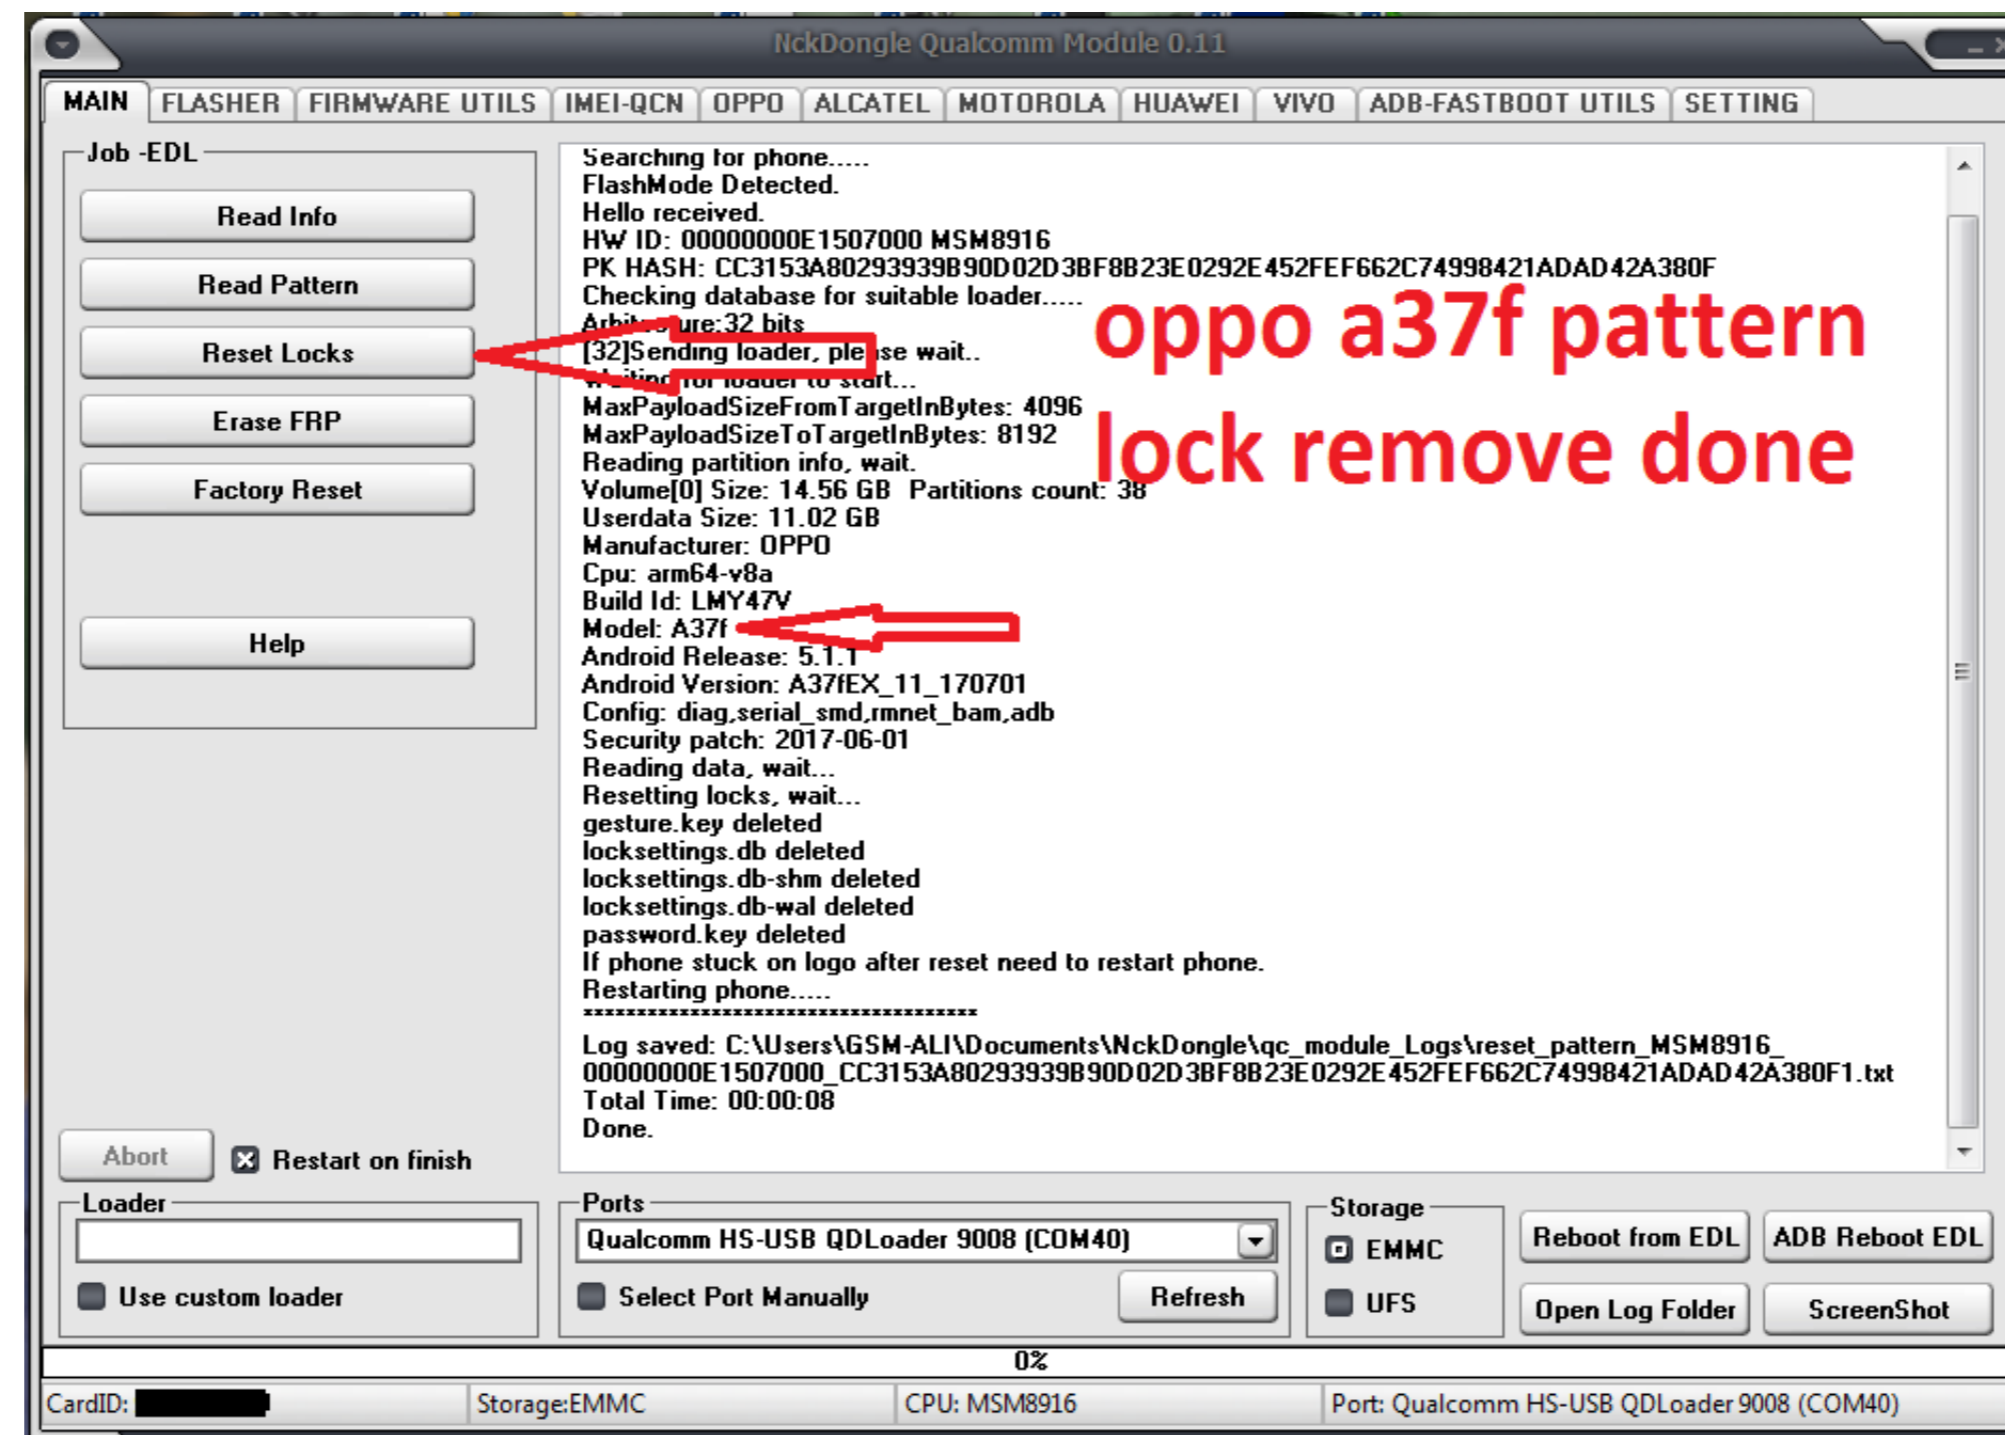 NckDongle Qualcomm Module 0.11
MAIN FLASHER FIRMWARE UTILS IMEI-QCN OPPO ALCATEL MOTOROLA HUAWEI VIVO ADB-FASTBOOT UTILS SETTING
Job -EDL
Read Info
Read Pattern
Reset Locks
Erase FRP
Factory Reset
Help
Searching for phone.....
FlashMode Detected.
Hello received.
HW ID: 00000000E1507000 MSM8916
PK HASH: CC3153A80293939B90D02D3BF8B23E0292E452FEF662C74998421ADAD42A380F
Checking database for suitable loader.....
ure:32 bits
[32]Sending loader, please wait..
Waiting for loader to start...
MaxPayloadSizeFromTargetInBytes: 4096
MaxPayloadSizeToTargetInBytes: 8192
Reading partition info, wait.
Volume[0] Size: 14.56 GB Partitions count: 38
Userdata Size: 11.02 GB
Manufacturer: OPPO
Cpu: arm64-v8a
Build Id: LMY47V
Model: A37f
Android Release: 5.1.1
Android Version: A37fEX_11_170701
Config: diag,serial_smd,rmnet_bam,adb
Security patch: 2017-06-01
Reading data, wait...
Resetting locks, wait...
gesture.key deleted
locksettings.db deleted
locksettings.db-shm deleted
locksettings.db-wal deleted
password.key deleted
If phone stuck on logo after reset need to restart phone.
Restarting phone.....
Log saved: C:\Users\GSM-ALI\Documents\NckDongle\qc_module_Logs\reset_pattern_MSM8916_
00000000E1507000_CC3153A80293939B90D02D3BF8B23E0292E452FEF662C74998421ADAD42A380F1.txt
Total Time: 00:00:08
Done.
oppo a37f pattern
lock remove done
Abort
Restart on finish
Loader
Use custom loader
Ports
Qualcomm HS-USB QDLoader 9008 (COM40)
Select Port Manually
Refresh
Storage
EMMC
UFS
Reboot from EDL
ADB Reboot EDL
Open Log Folder
ScreenShot
0%
CardID:
Storage:EMMC
CPU: MSM8916
Port: Qualcomm HS-USB QDLoader 9008 (COM40)